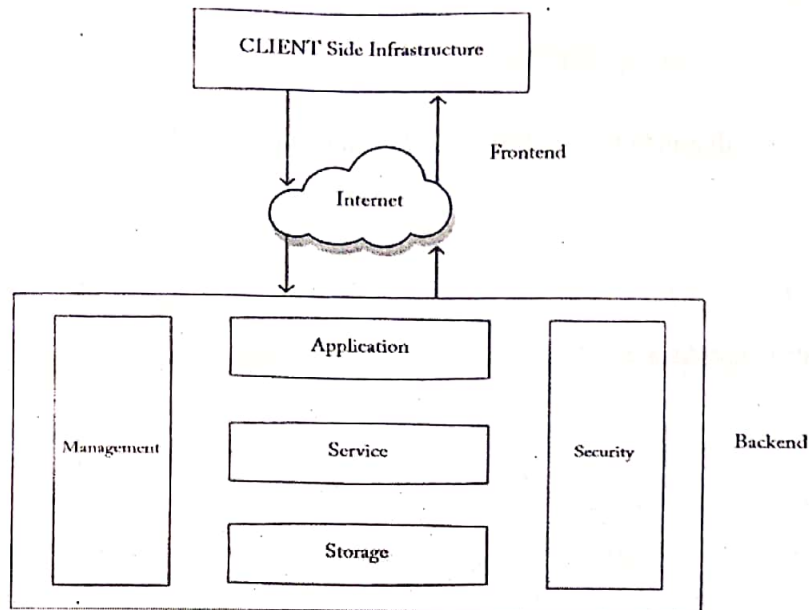 CLIENT Side Infrastructure
Frontend
Internet
Application
Management
Service
Security
Backend
Storage